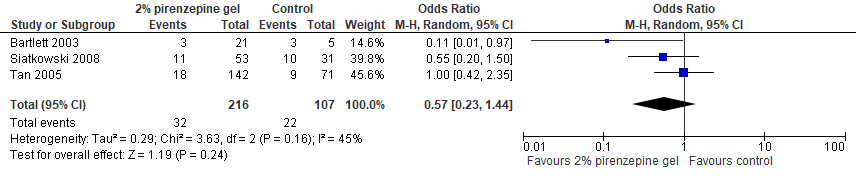 2% pirenzepine gel Control Odds Ratio Odds Ratio
Study or Subgroup Events Total Events Total Weight M-H, Random, 95% CI M-H, Random, 95% CI
Bartlett 2003 3 21 3 5 14.6% 0.11 [0.01, 0.97]
Siatkowski 2008 11 53 10 31 39.8% 0.55 [0.20, 1.50]
Tan 2005 18 142 9 71 45.6% 1.00 [0.42, 2.35]
Total (95% CI) 216 107 100.0% 0.57 [0.23, 1.44]
Total events 32 22
Heterogeneity: Tau² = 0.29; Chi² = 3.63, df = 2 (P = 0.16); I² = 45%
Test for overall effect: Z = 1.19 (P = 0.24)
0.01 0.1 1 10 100
Favours 2% pirenzepine gel Favours control